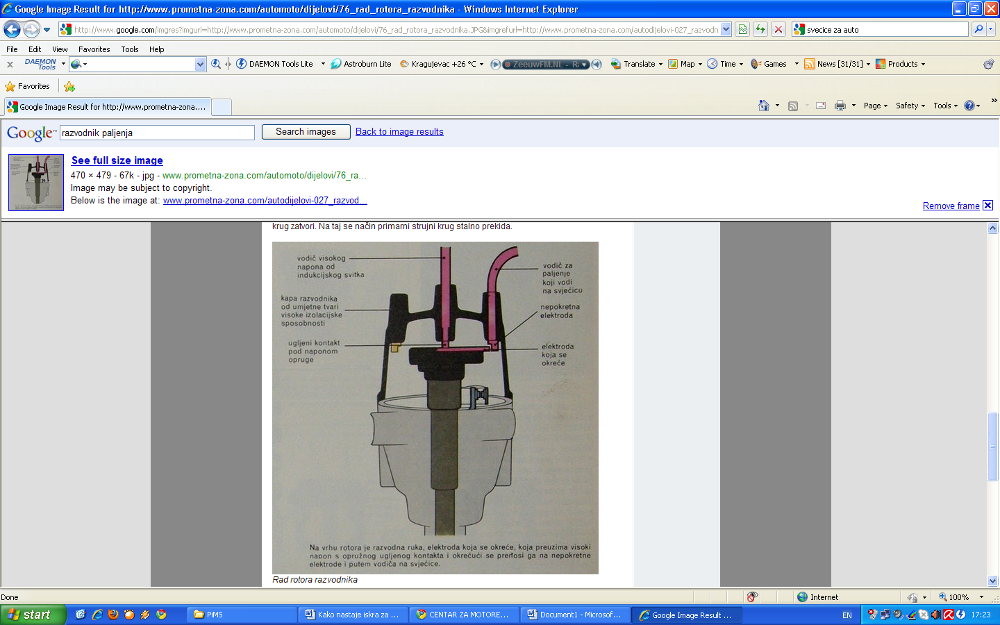 Google Image Result for http://www.prometna-zona.com/automoto/dijelovi/76_rad_rotora_razvodnika - Windows Internet Explorer
http://www.google.com/imgres?imgurl=http://www.prometna-zona.com/automoto/dijelovi/76_rad_rotora_razvodnika.JPG&imgrefurl=http://www.prometna-zona.com/autodijelovi-027_razvodn
svecice za auto
File Edit View Favorites Tools Help
DAEMON Tools
DAEMON Tools Lite Astroburn Lite Kragujevac +26 °C ZeeuwFM.NL - Ra Translate Map Time Games News [31/31] Products
Favorites
Google Image Result for http://www.prometna-zona....
Page Safety Tools
Google™ razvodnik paljenja Search images Back to image results
See full size image
470 × 479 - 67k - jpg - www.prometna-zona.com/automoto/dijelovi/76_ra...
Image may be subject to copyright.
Below is the image at: www.prometna-zona.com/autodijelovi-027_razvod...
Remove frame
krug zatvori. Na taj se način primarni strujni krug stalno prekida.
vodič visokog
napona od
indukcijskog svitka
vodič za
paljenje
koji vodi
na svjećicu
kapa razvodnika
od umjetne tvari
visoke izolacijske
sposobnosti
nepokretna
elektroda
ugljeni kontakt
pod naponom
opruge
elektroda
koja se
okreće
Na vrhu rotora je razvodna ruka, elektroda koja se okreće, koja preuzima visoki
napon s opružnog ugljenog kontakta i okrećući se prenosi ga na nepokretne
elektrode i putem vodiča na svjećice.
Rad rotora razvodnika
Done
Internet
100%
start
PiMS
Kako nastaje iskra za ...
CENTAR ZA MOTORE...
Document1 - Microsof...
Google Image Result ...
EN
17:23